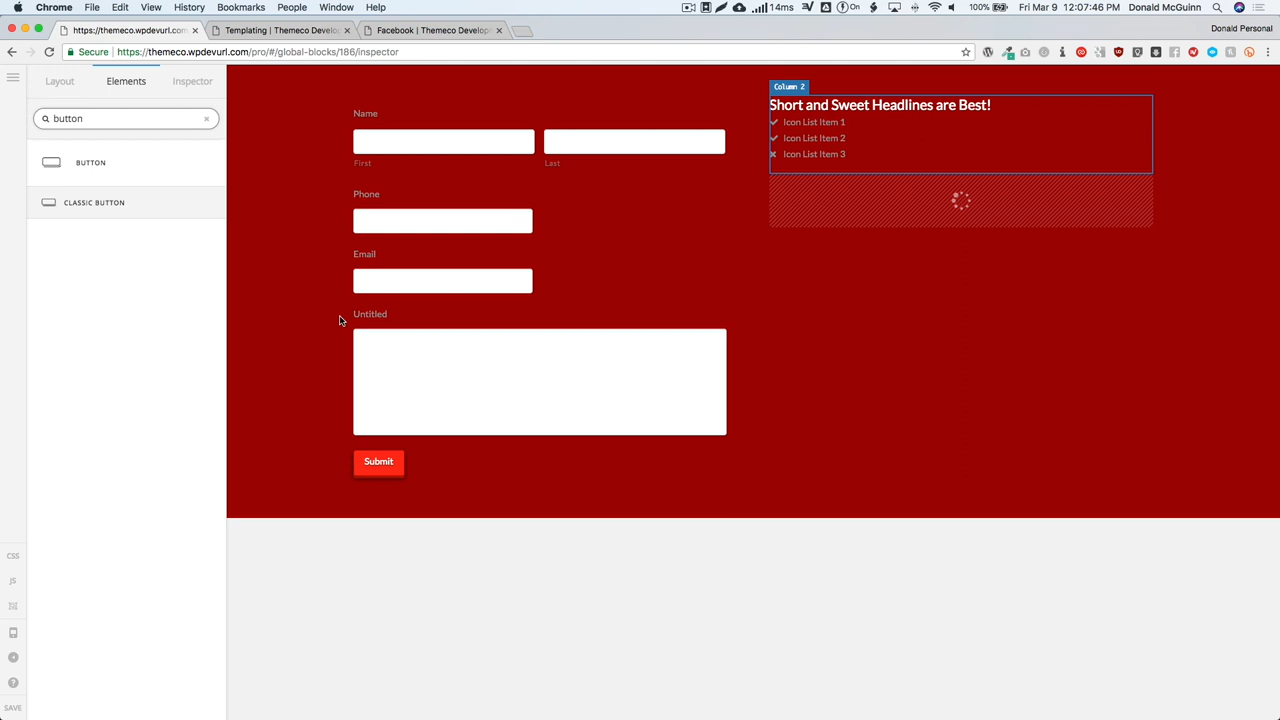 Chrome File Edit View History Bookmarks People Window Help 14ms On 100% Fri Mar 9 12:07:46 PM Donald McGuinn
https://themeco.wpdevurl.com × Templating | Themeco Develo × Facebook | Themeco Develop × Donald Personal
Secure https://themeco.wpdevurl.com/pro/#/global-blocks/186/inspector
Layout Elements Inspector
button ×
BUTTON
CLASSIC BUTTON
CSS
JS
SAVE
Name
First Last
Phone
Email
Untitled
Submit
Column 2
Short and Sweet Headlines are Best!
Icon List Item 1
Icon List Item 2
Icon List Item 3